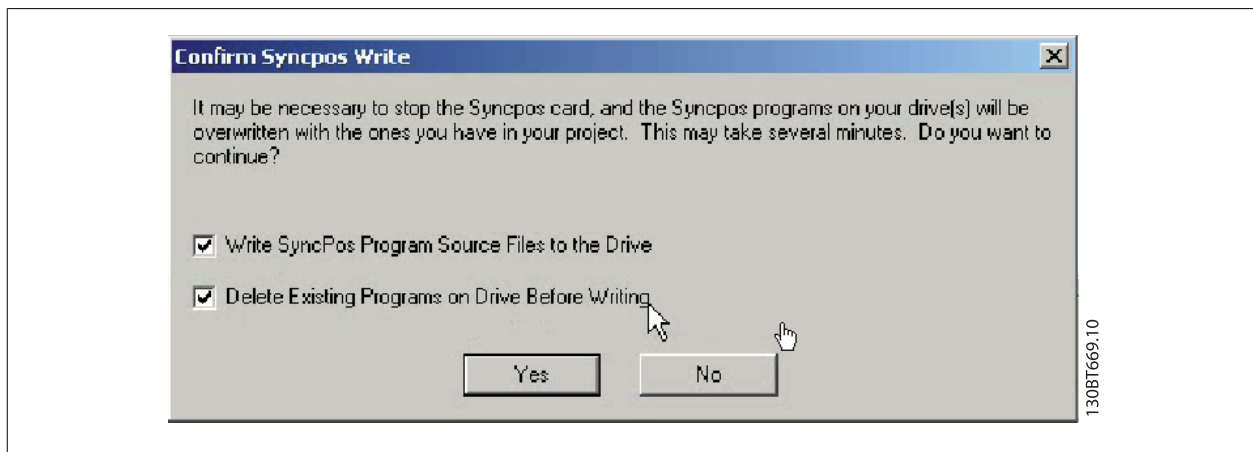 Confirm Syncpos Write
It may be necessary to stop the Syncpos card, and the Syncpos programs on your drive(s) will be
overwritten with the ones you have in your project.  This may take several minutes.  Do you want to
continue?
Write SyncPos Program Source Files to the Drive
Delete Existing Programs on Drive Before Writing
Yes
No
130BT669.10